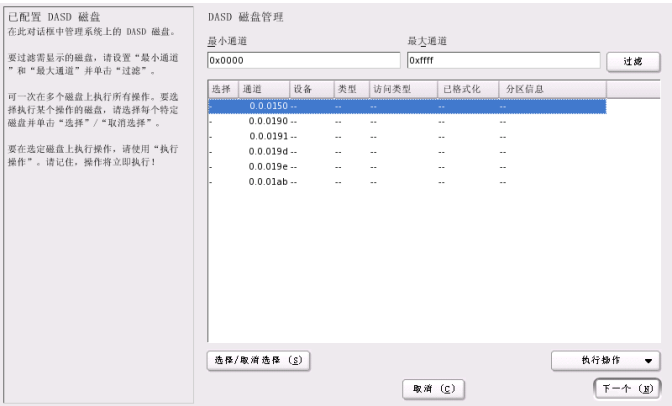 已配置 DASD 磁盘
在此对话框中管理系统上的 DASD 磁盘。
要过滤需显示的磁盘，请设置“最小通道
”和“最大通道”并单击“过滤”。
可一次在多个磁盘上执行所有操作。要选
择执行某个操作的磁盘，请选择每个特定
磁盘并单击“选择”/“取消选择”。
要在选定磁盘上执行操作，请使用“执行
操作”。请记住，操作将立即执行！
DASD 磁盘管理
最小通道 最大通道
0x0000 0xffff 过滤
选择 通道 设备 类型 访问类型 已格式化 分区信息
- 0.0.0150 -- -- -- -- --
- 0.0.0190 -- -- -- -- --
- 0.0.0191 -- -- -- -- --
- 0.0.019d -- -- -- -- --
- 0.0.019e -- -- -- -- --
- 0.0.01ab -- -- -- -- --
选择/取消选择 (S) 执行操作
取消 (C) 下一个 (N)